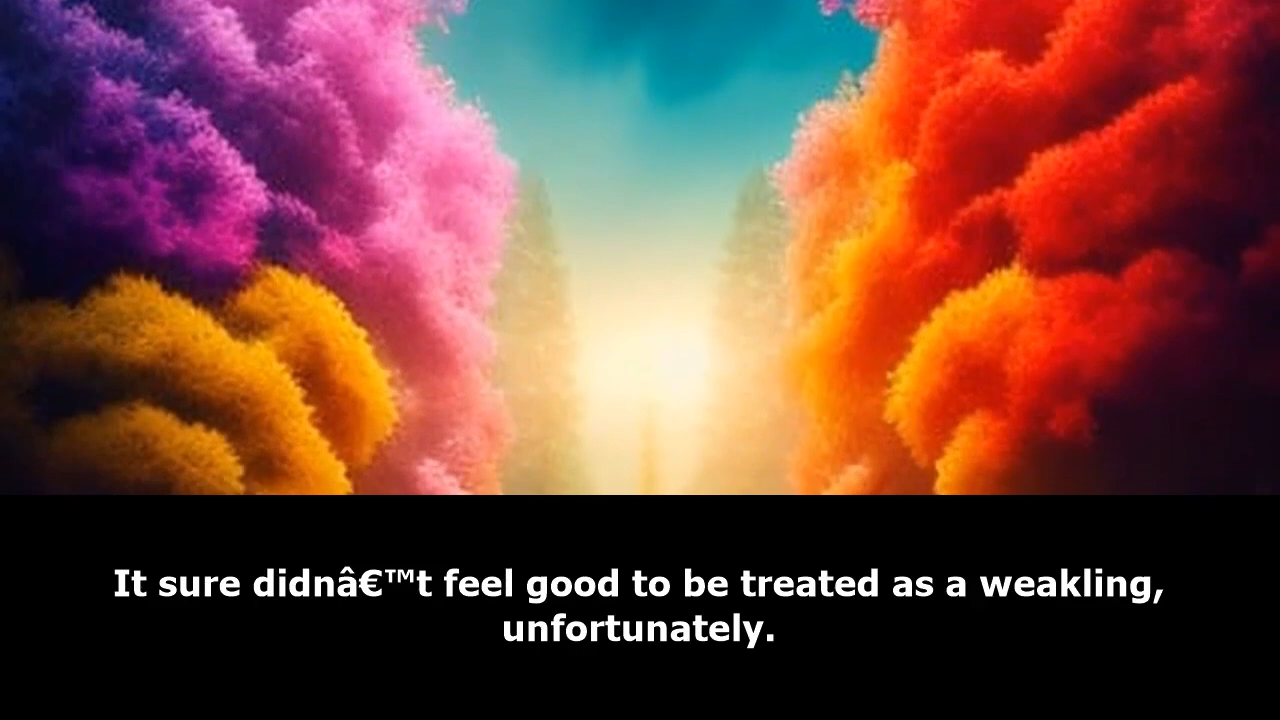 It sure didnâ€™t feel good to be treated as a weakling,
unfortunately.